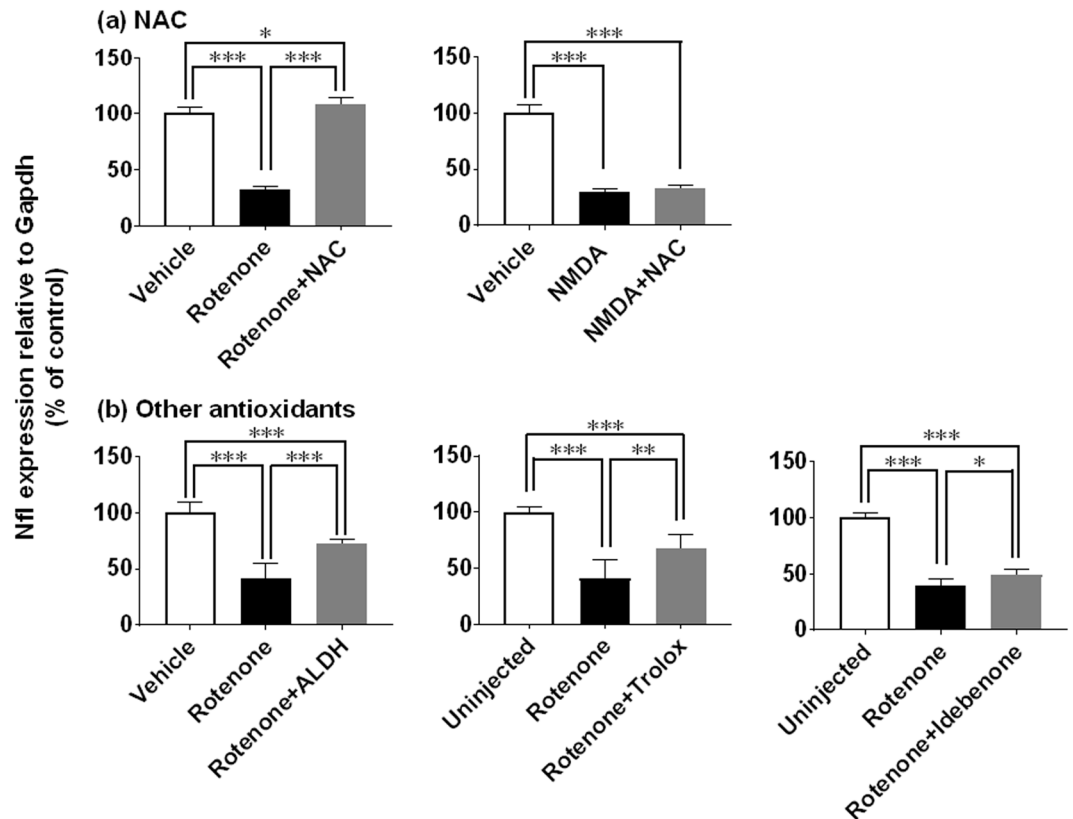 (a) NAC
Nfl expression relative to Gapdh
(% of control)
150
100
50
0
*
***
***
Vehicle
Rotenone
Rotenone+NAC
150
100
50
0
***
***
Vehicle
NMDA
NMDA+NAC
(b) Other antioxidants
150
100
50
0
***
***
***
Vehicle
Rotenone
Rotenone+ALDH
150
100
50
0
***
***
**
Uninjected
Rotenone
Rotenone+Trolox
150
100
50
0
***
***
*
Uninjected
Rotenone
Rotenone+Idebenone